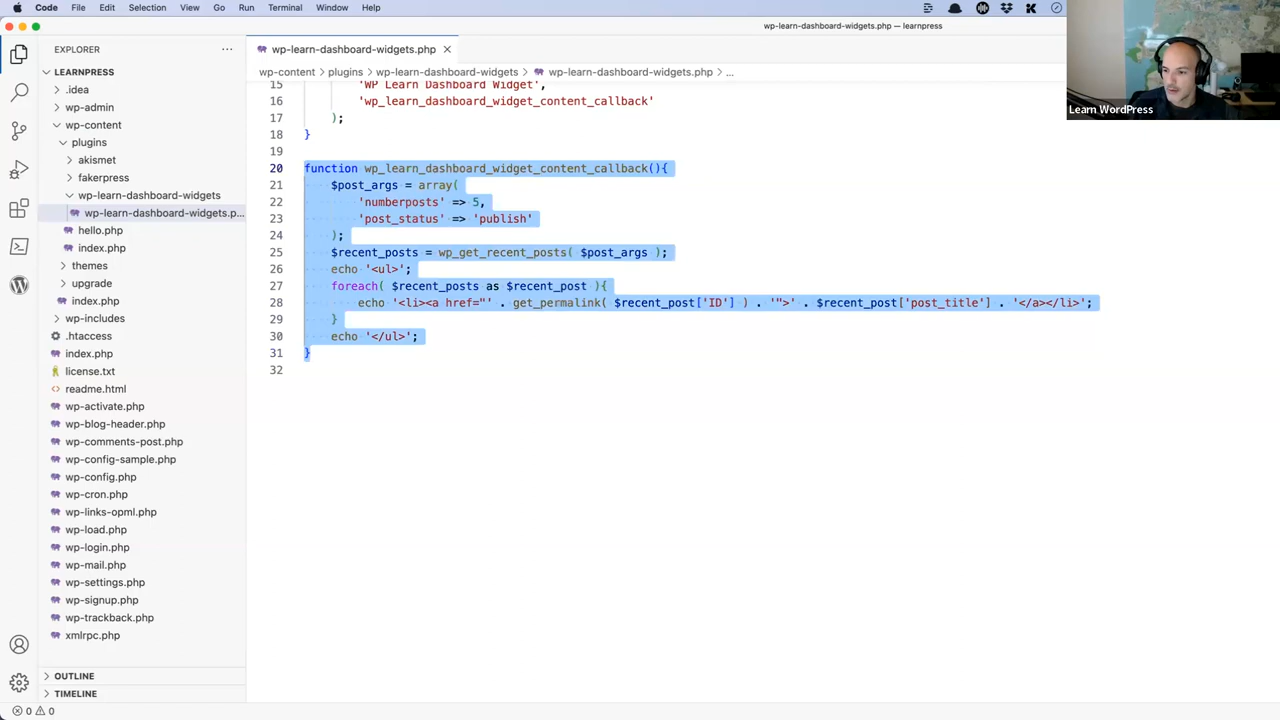 Code File Edit Selection View Go Run Terminal Window Help
wp-learn-dashboard-widgets.php — learnpress
EXPLORER
wp-learn-dashboard-widgets.php
LEARNPRESS
wp-content > plugins > wp-learn-dashboard-widgets > wp-learn-dashboard-widgets.php > ...
.idea
wp-admin
wp-content
plugins
akismet
fakerpress
wp-learn-dashboard-widgets
wp-learn-dashboard-widgets.p...
hello.php
index.php
themes
upgrade
index.php
wp-includes
.htaccess
index.php
license.txt
readme.html
wp-activate.php
wp-blog-header.php
wp-comments-post.php
wp-config-sample.php
wp-config.php
wp-cron.php
wp-links-opml.php
wp-load.php
wp-login.php
wp-mail.php
wp-settings.php
wp-signup.php
wp-trackback.php
xmlrpc.php
OUTLINE
TIMELINE
15 'WP Learn Dashboard Widget',
16 'wp_learn_dashboard_widget_content_callback'
17 );
18 }
19
20 function wp_learn_dashboard_widget_content_callback(){
21 $post_args = array(
22 'numberposts' => 5,
23 'post_status' => 'publish'
24 );
25 $recent_posts = wp_get_recent_posts( $post_args );
26 echo '<ul>';
27 foreach( $recent_posts as $recent_post ){
28 echo '<li><a href="' . get_permalink( $recent_post['ID'] ) . '">' . $recent_post['post_title'] . '</a></li>';
29 }
30 echo '</ul>';
31 }
32
Learn WordPress
0 0